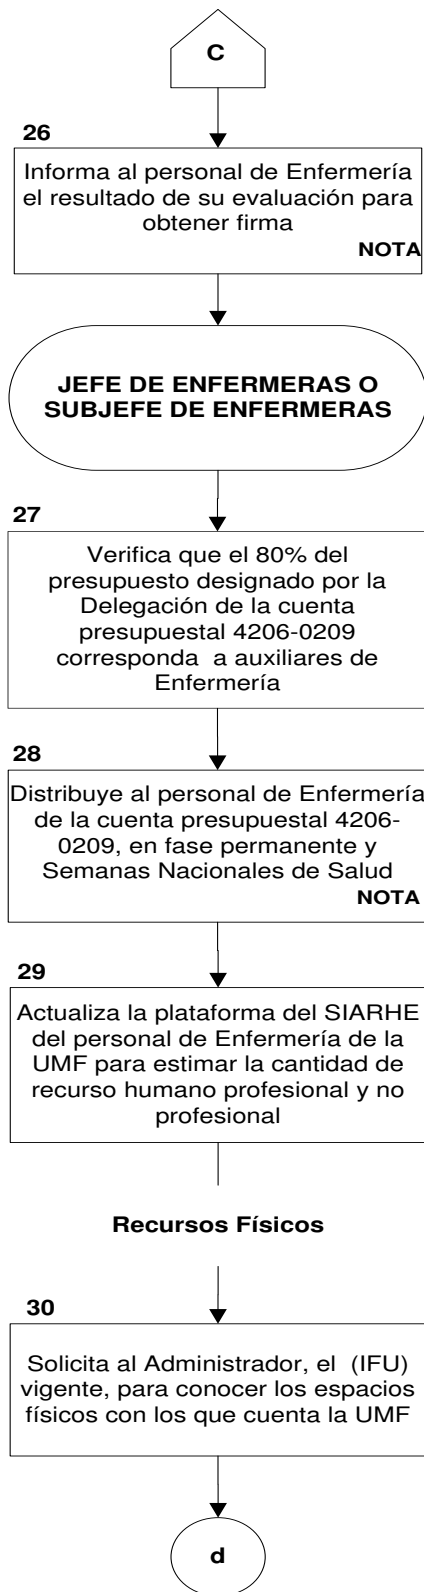 C
26
Informa al personal de Enfermería
el resultado de su evaluación para
obtener firma
NOTA
JEFE DE ENFERMERAS O
SUBJEFE DE ENFERMERAS
27
Verifica que el 80% del
presupuesto designado por la
Delegación de la cuenta
presupuestal 4206-0209
corresponda a auxiliares de
Enfermería
28
Distribuye al personal de Enfermería
de la cuenta presupuestal 4206-
0209, en fase permanente y
Semanas Nacionales de Salud
NOTA
29
Actualiza la plataforma del SIARHE
del personal de Enfermería de la
UMF para estimar la cantidad de
recurso humano profesional y no
profesional
Recursos Físicos
30
Solicita al Administrador, el (IFU)
vigente, para conocer los espacios
físicos con los que cuenta la UMF
d